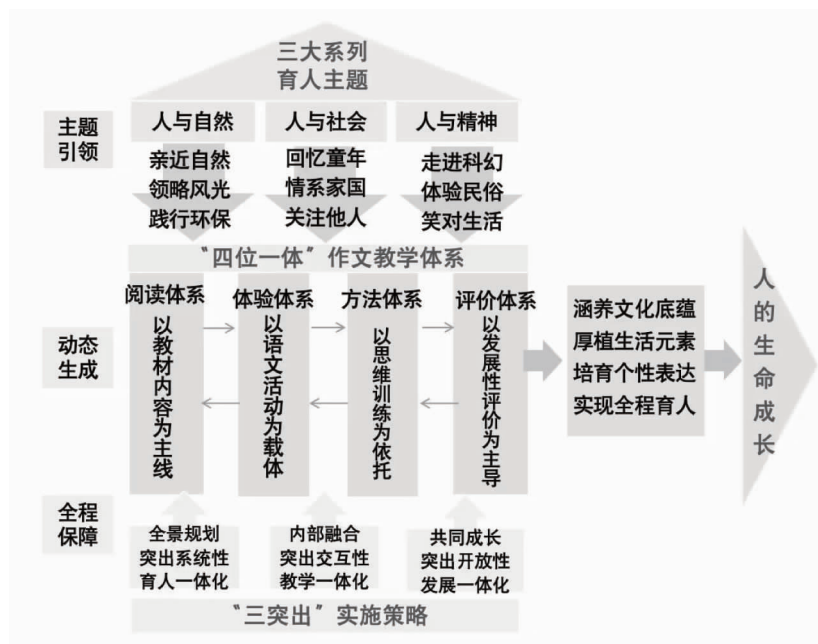 三大系列
育人主题
主题
引领
人与自然
人与社会
人与精神
亲近自然
领略风光
践行环保
回忆童年
情系家国
关注他人
走进科幻
体验民俗
笑对生活
“四位一体”作文教学体系
动态
生成
阅读体系
以教材内容为主线
体验体系
以语文活动为载体
方法体系
以思维训练为依托
评价体系
以发展性评价为主导
涵养文化底蕴
厚植生活元素
培育个性表达
实现全程育人
人的生命成长
全程
保障
全景规划
突出系统性
育人一体化
内部融合
突出交互性
教学一体化
共同成长
突出开放性
发展一体化
“三突出”实施策略